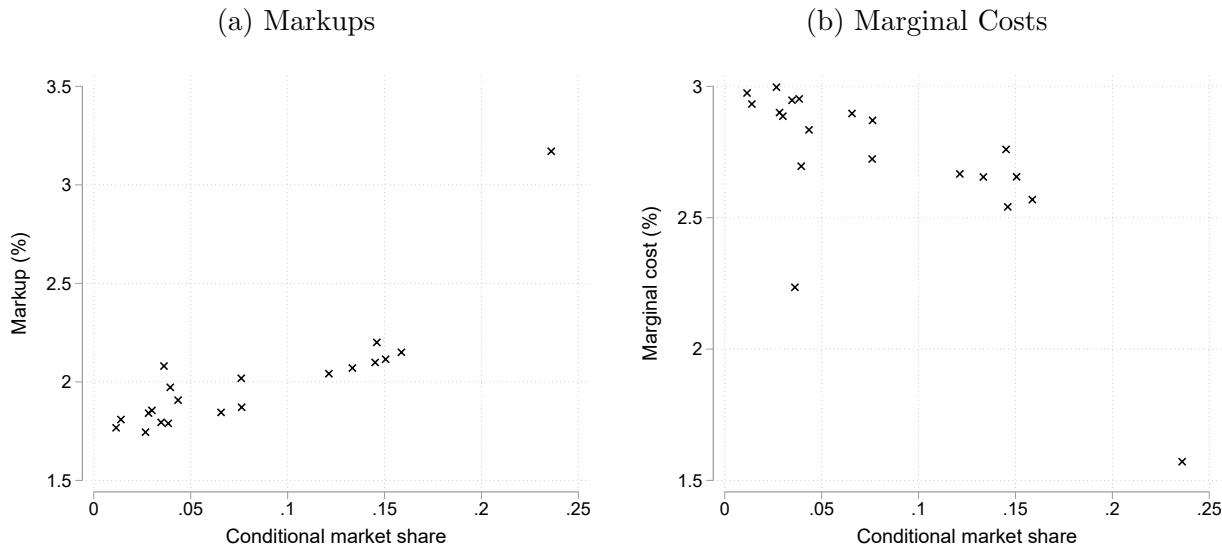 (a) Markups
3.5
3
2.5
2
1.5
Markup (%)
0 .05 .1 .15 .2 .25
Conditional market share
(b) Marginal Costs
3
2.5
2
1.5
Marginal cost (%)
0 .05 .1 .15 .2 .25
Conditional market share